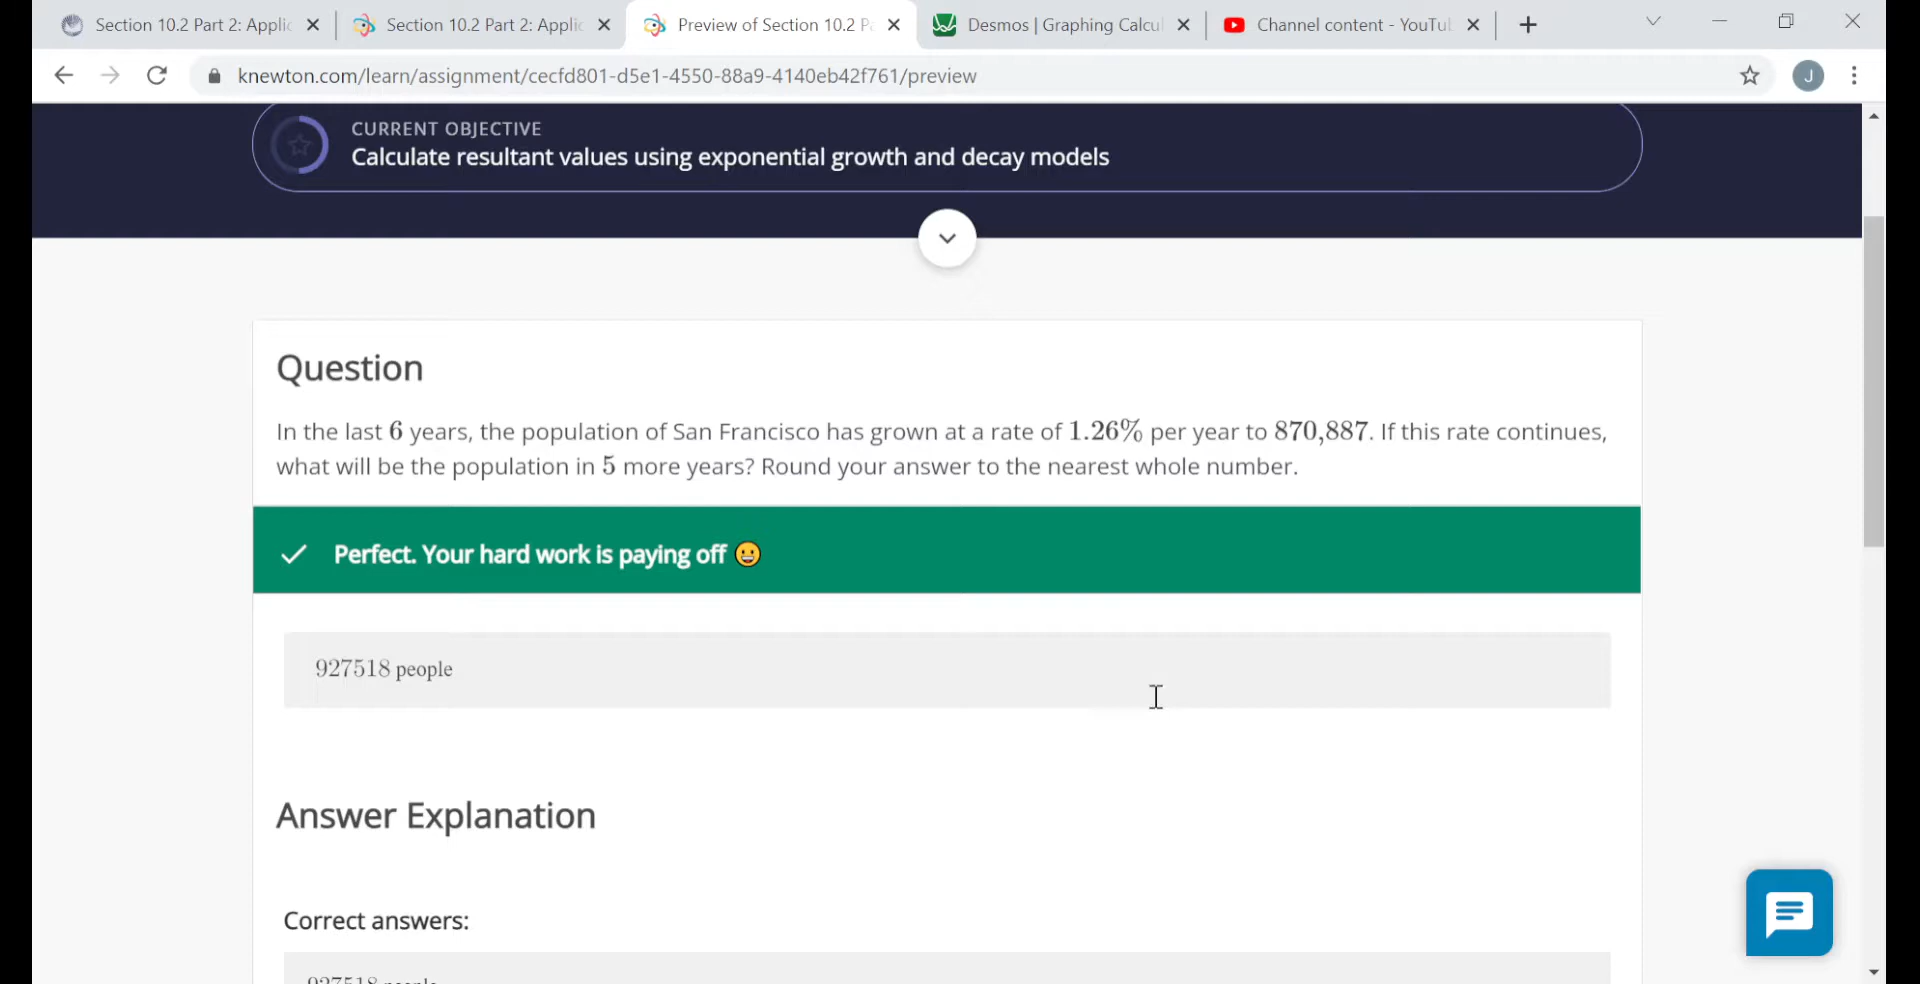 Section 10.2 Part 2: Applic
Section 10.2 Part 2: Applic
Preview of Section 10.2 P
Desmos | Graphing Calcul
Channel content - YouTub
knewton.com/learn/assignment/cecfd801-d5e1-4550-88a9-4140eb42f761/preview
J
CURRENT OBJECTIVE
Calculate resultant values using exponential growth and decay models
Question
In the last 6 years, the population of San Francisco has grown at a rate of 1.26% per year to 870,887. If this rate continues,
what will be the population in 5 more years? Round your answer to the nearest whole number.
Perfect. Your hard work is paying off 😀
927518 people
Answer Explanation
Correct answers:
927518 people